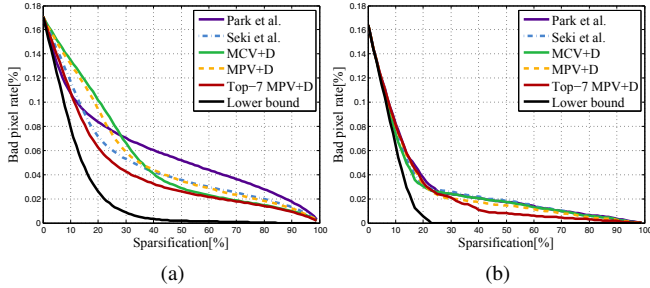 0.18
0.16
0.14
0.12
0.1
0.08
0.06
0.04
0.02
0
Bad pixel rate[%]
10 20 30 40 50 60 70 80 90 100
Sparsification[%]
Park et al.
Seki et al.
MCV+D
MPV+D
Top−7 MPV+D
Lower bound
(a)
0.18
0.16
0.14
0.12
0.1
0.08
0.06
0.04
0.02
0
Bad pixel rate[%]
0 10 20 30 40 50 60 70 80 90 100
Sparsification[%]
Park et al.
Seki et al.
MCV+D
MPV+D
Top−7 MPV+D
Lower bound
(b)